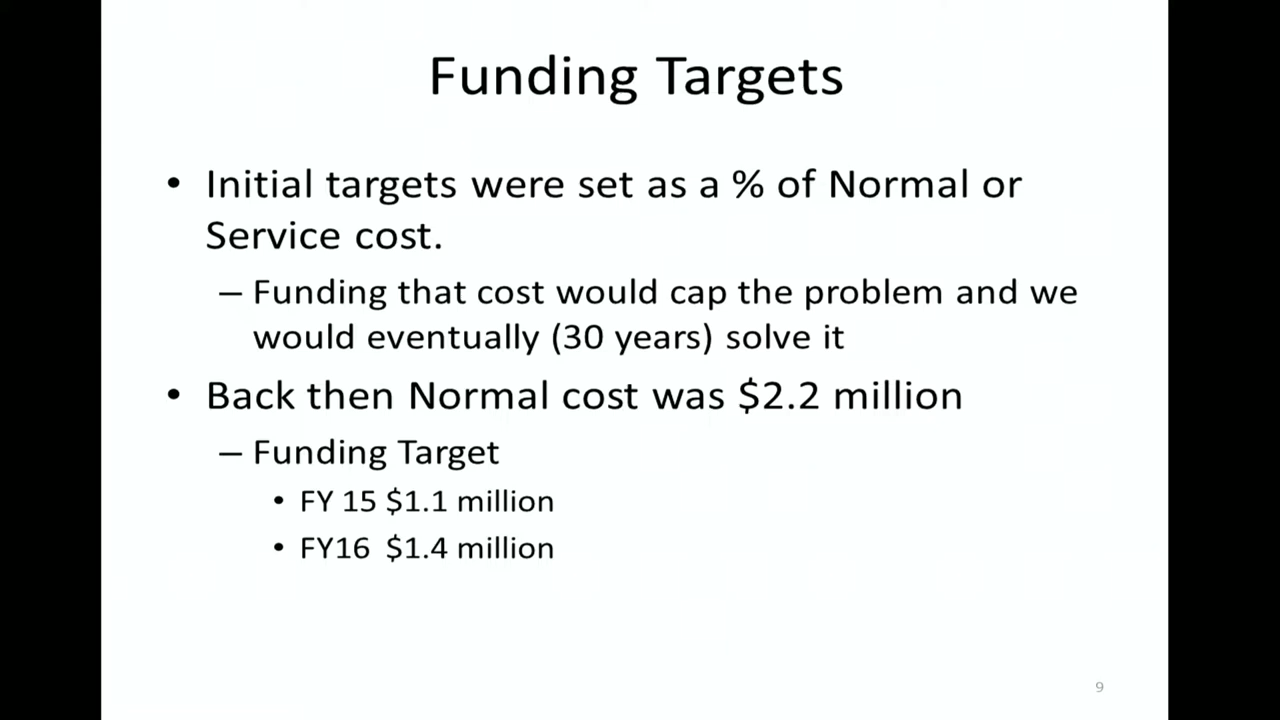 Funding Targets
• Initial targets were set as a % of Normal or
Service cost.
– Funding that cost would cap the problem and we
would eventually (30 years) solve it
• Back then Normal cost was $2.2 million
– Funding Target
• FY 15 $1.1 million
• FY16  $1.4 million
9